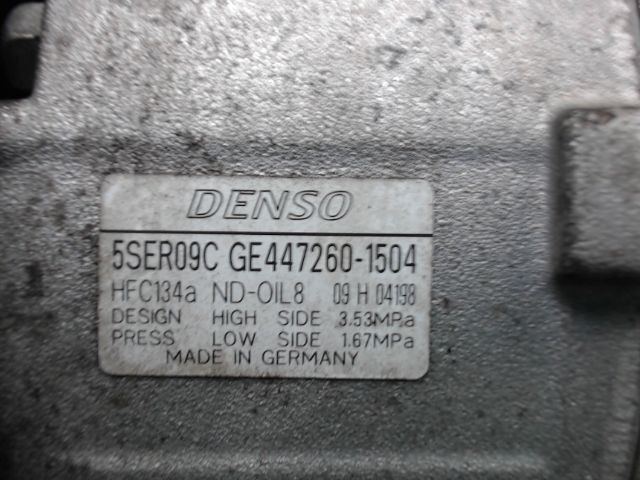 DENSO
5SER09C GE447260-1504
HFC134a ND-OIL8 09 H 04198
DESIGN HIGH SIDE 3.53MPa
PRESS LOW SIDE 1.67MPa
MADE IN GERMANY